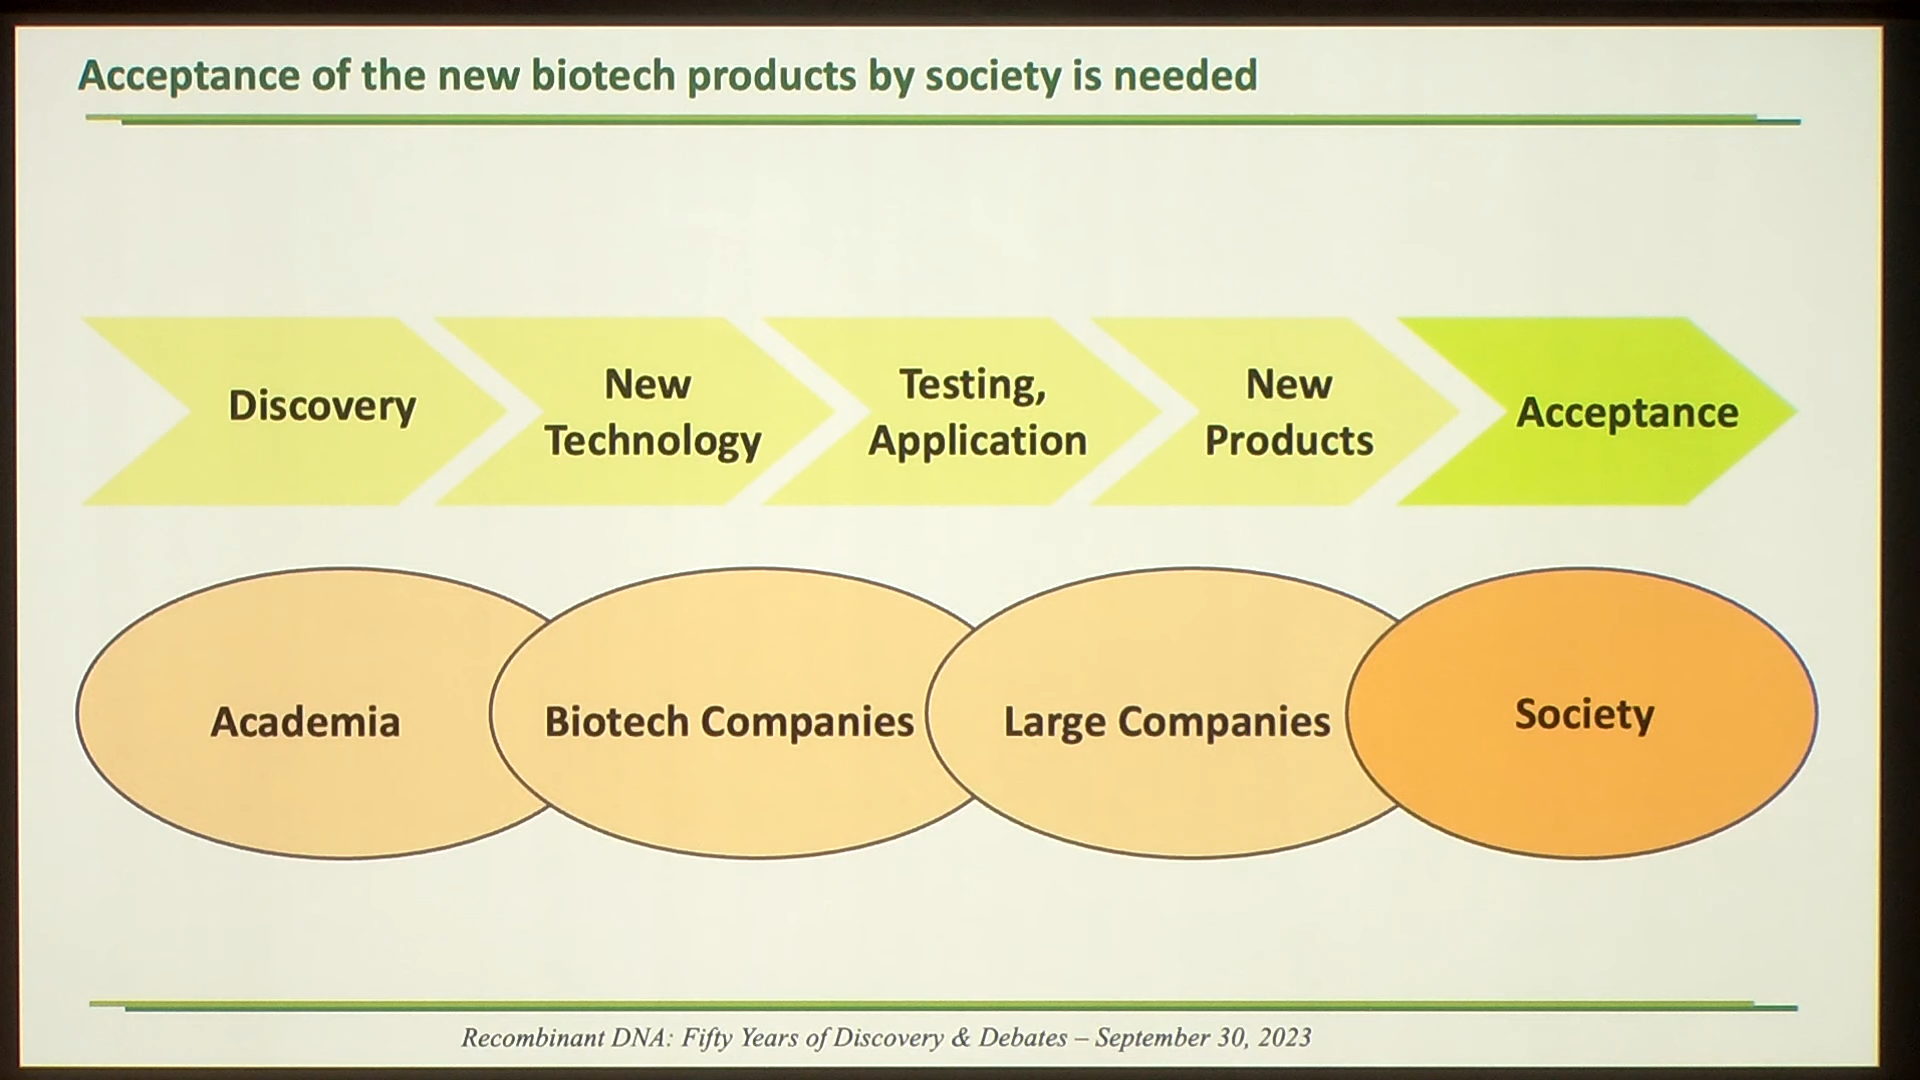 Acceptance of the new biotech products by society is needed
Discovery
New
Technology
Testing,
Application
New
Products
Acceptance
Academia
Biotech Companies
Large Companies
Society
Recombinant DNA: Fifty Years of Discovery & Debates – September 30, 2023